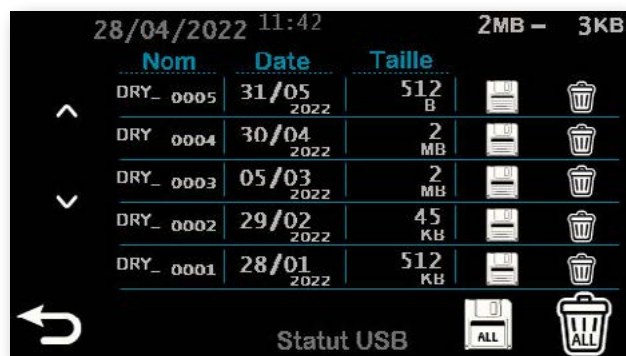 28/04/2022 11:42 2MB – 3KB
Nom Date Taille
DRY_ 0005 31/05 2022 512 B
DRY 0004 30/04 2022 2 MB
DRY_ 0003 05/03 2022 2 MB
DRY_ 0002 29/02 2022 45 KB
DRY_ 0001 28/01 2022 512 KB
Statut USB ALL ALL